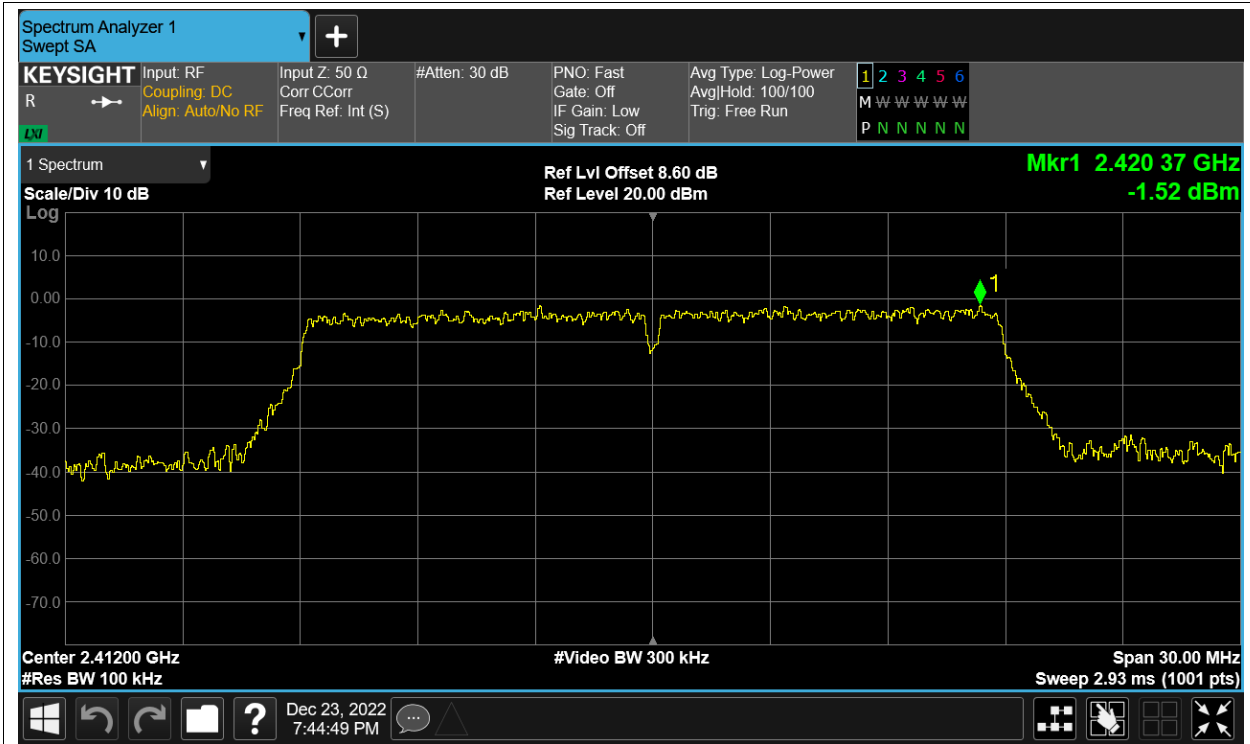 Spectrum Analyzer 1
Swept SA
KEYSIGHT
R
LXI
Input: RF
Coupling: DC
Align: Auto/No RF
Input Z: 50 Ω
Corr CCorr
Freq Ref: Int (S)
#Atten: 30 dB
PNO: Fast
Gate: Off
IF Gain: Low
Sig Track: Off
Avg Type: Log-Power
Avg|Hold: 100/100
Trig: Free Run
1 2 3 4 5 6
M W W W W W
P N N N N N
1 Spectrum
Scale/Div 10 dB
Log
Ref Lvl Offset 8.60 dB
Ref Level 20.00 dBm
Mkr1 2.420 37 GHz
-1.52 dBm
10.0
0.00
-10.0
-20.0
-30.0
-40.0
-50.0
-60.0
-70.0
1
Center 2.41200 GHz
#Video BW 300 kHz
Span 30.00 MHz
#Res BW 100 kHz
Sweep 2.93 ms (1001 pts)
?
Dec 23, 2022
7:44:49 PM